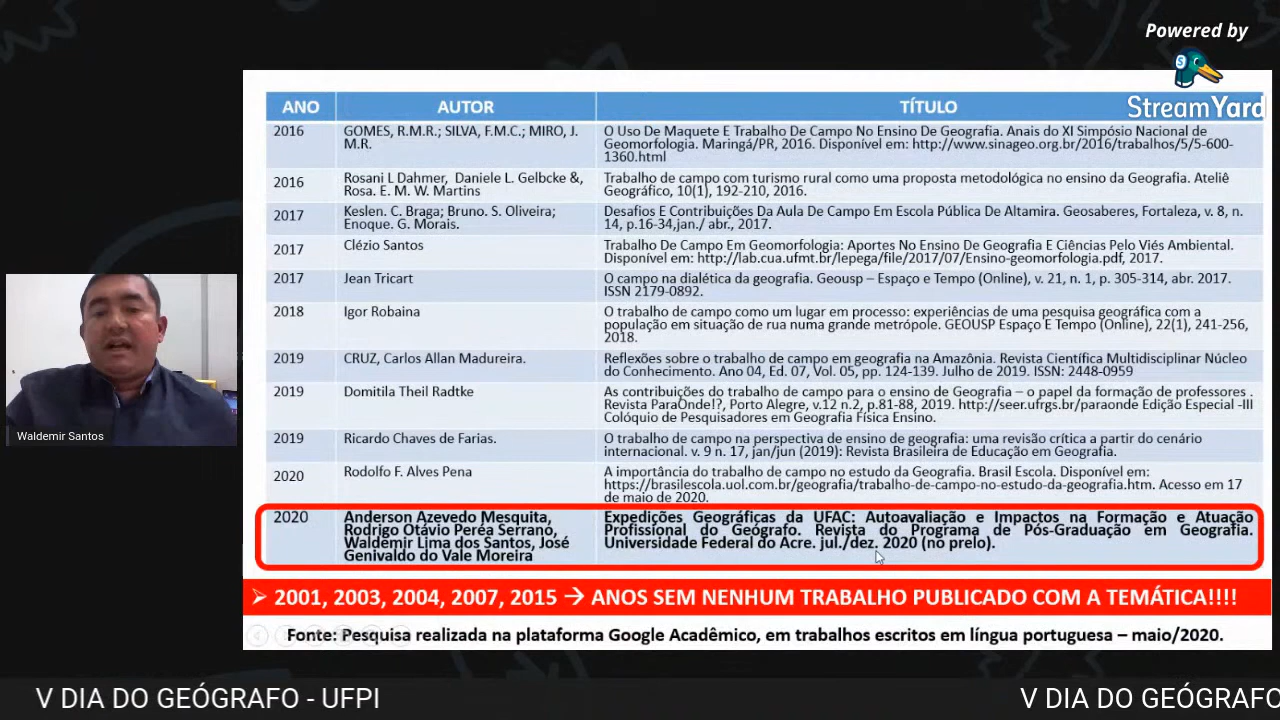 Powered by
StreamYard
ANO AUTOR TÍTULO
2016 GOMES, R.M.R.; SILVA, F.M.C.; MIRO, J. M.R. O Uso De Maquete E Trabalho De Campo No Ensino De Geografia. Anais do XI Simpósio Nacional de
Geomorfologia. Maringá/PR, 2016. Disponível em: http://www.sinageo.org.br/2016/trabalhos/5/5-600-
1360.html
2016 Rosani L Dahmer, Daniele L. Gelbcke &,
Rosa. E. M. W. Martins
Trabalho de campo com turismo rural como uma proposta metodológica no ensino da Geografia. Ateliê
Geográfico, 10(1), 192-210, 2016.
2017 Keslen. C. Braga; Bruno. S. Oliveira;
Enoque. G. Morais.
Desafios E Contribuições Da Aula De Campo Em Escola Pública De Altamira. Geosaberes, Fortaleza, v. 8, n.
14, p.16-34,jan./ abr., 2017.
2017 Clézio Santos
Trabalho De Campo Em Geomorfologia: Aportes No Ensino De Geografia E Ciências Pelo Viés Ambiental.
Disponível em: http://lab.cua.ufmt.br/lepega/file/2017/07/Ensino-geomorfologia.pdf, 2017.
2017 Jean Tricart
O campo na dialética da geografia. Geousp – Espaço e Tempo (Online), v. 21, n. 1, p. 305-314, abr. 2017.
ISSN 2179-0892.
2018 Igor Robaina
O trabalho de campo como um lugar em processo: experiências de uma pesquisa geográfica com a
população em situação de rua numa grande metrópole. GEOUSP Espaço E Tempo (Online), 22(1), 241-256,
2018.
2019 CRUZ, Carlos Allan Madureira.
Reflexões sobre o trabalho de campo em geografia na Amazônia. Revista Científica Multidisciplinar Núcleo
do Conhecimento. Ano 04, Ed. 07, Vol. 05, pp. 124-139. Julho de 2019. ISSN: 2448-0959
2019 Domitila Theil Radtke
As contribuições do trabalho de campo para o ensino de Geografia – o papel da formação de professores .
Revista ParaOnde!?, Porto Alegre, v.12 n.2, p.81-88, 2019. http://seer.ufrgs.br/paraonde Edição Especial -III
Colóquio de Pesquisadores em Geografia Física Ensino.
2019 Ricardo Chaves de Farias.
O trabalho de campo na perspectiva de ensino de geografia: uma revisão crítica a partir do cenário
internacional. v. 9 n. 17, jan/jun (2019): Revista Brasileira de Educação em Geografia.
2020 Rodolfo F. Alves Pena
A importância do trabalho de campo no estudo da Geografia. Brasil Escola. Disponível em:
https://brasilescola.uol.com.br/geografia/trabalho-de-campo-no-estudo-da-geografia.htm. Acesso em 17
de maio de 2020.
2020 Anderson Azevedo Mesquita,
Rodrigo Otávio Peréa Serrano,
Waldemir Lima dos Santos, José
Genivaldo do Vale Moreira
Expedições Geográficas da UFAC: Autoavaliação e Impactos na Formação e Atuação
Profissional do Geógrafo. Revista do Programa de Pós-Graduação em Geografia.
Universidade Federal do Acre. jul./dez. 2020 (no prelo).
2001, 2003, 2004, 2007, 2015 → ANOS SEM NENHUM TRABALHO PUBLICADO COM A TEMÁTICA!!!!
Fonte: Pesquisa realizada na plataforma Google Acadêmico, em trabalhos escritos em língua portuguesa – maio/2020.
Waldemir Santos
V DIA DO GEÓGRAFO - UFPI V DIA DO GEÓGRAFO